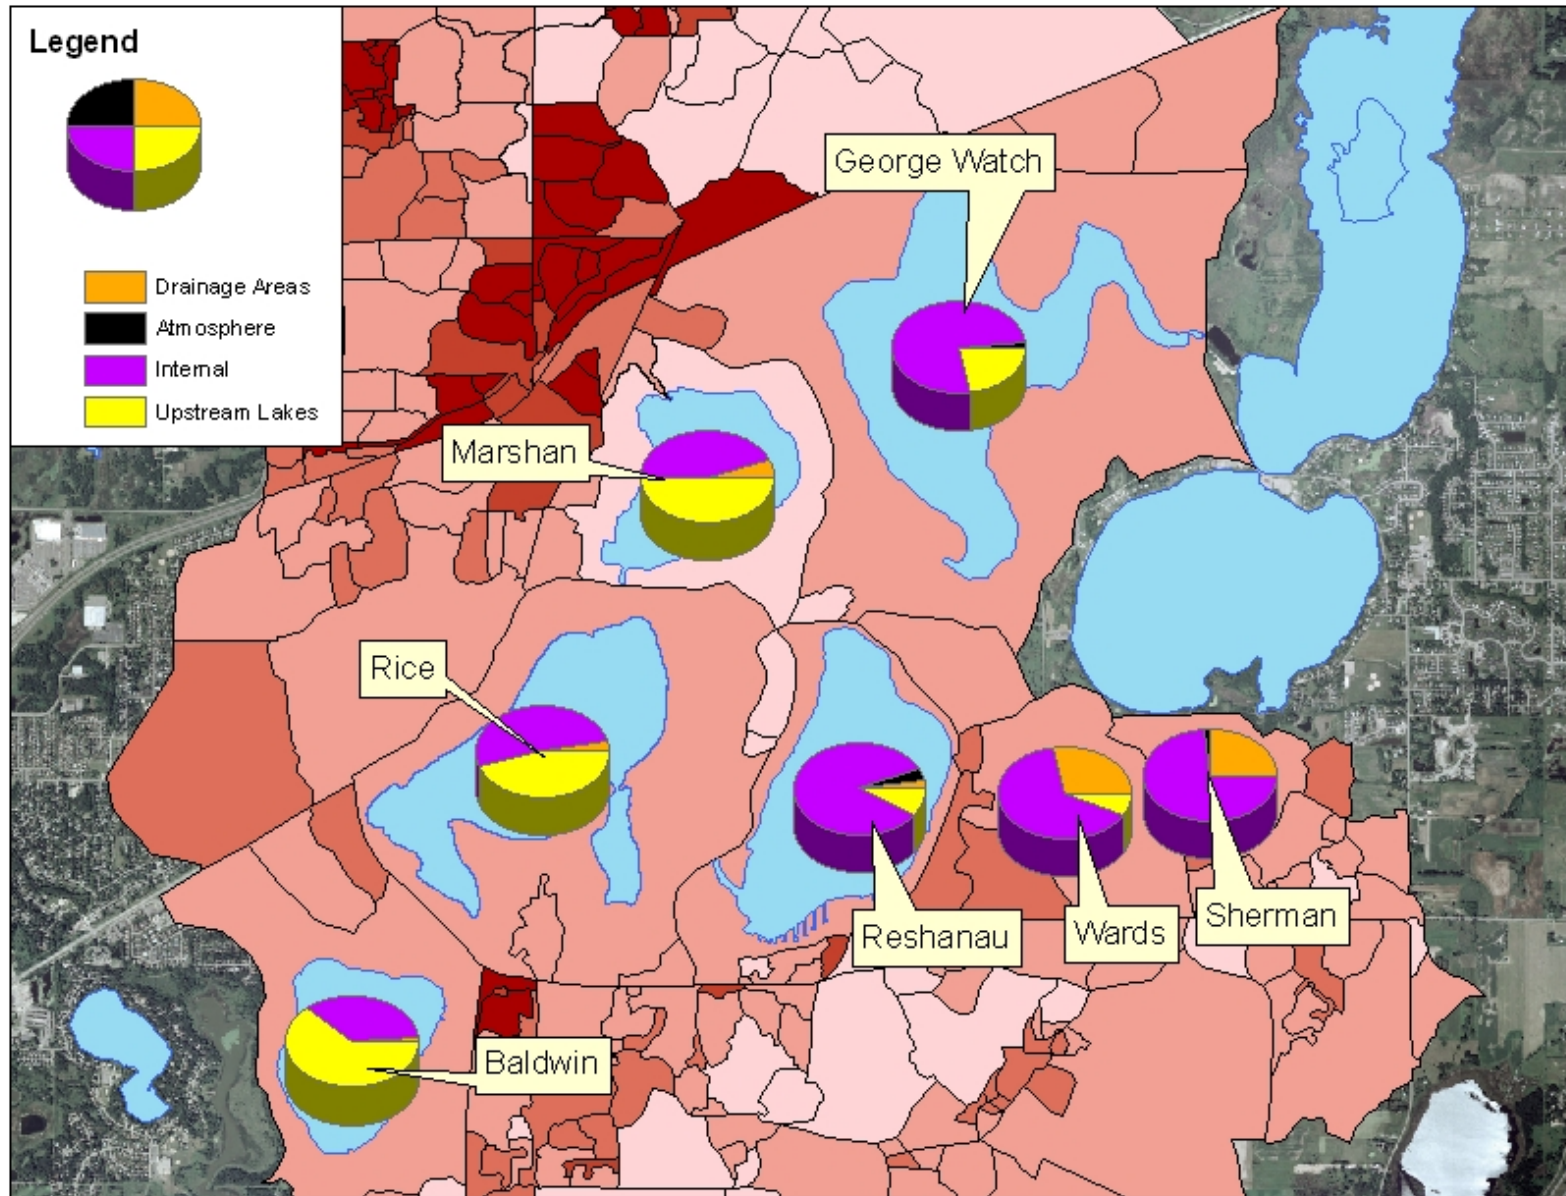 Legend
Drainage Areas
Atmosphere
Internal
Upstream Lakes
George Watch
Marshan
Rice
Reshanau
Wards
Sherman
Baldwin